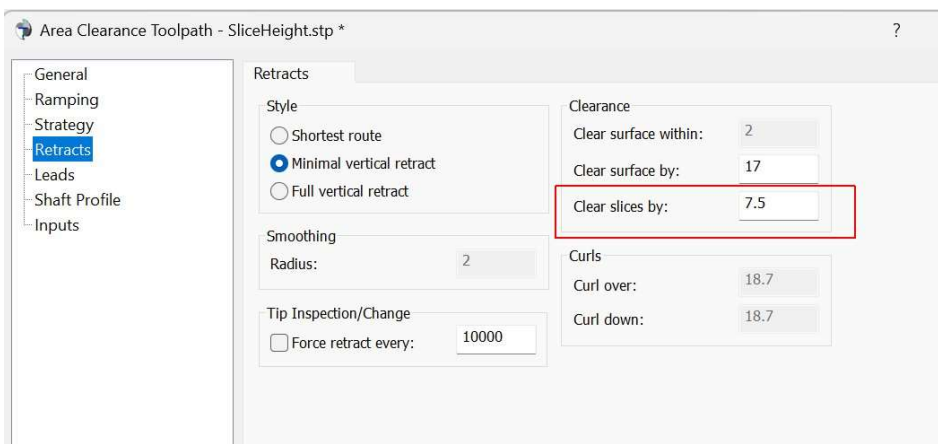 Area Clearance Toolpath - SliceHeight.stp *
?
General
Ramping
Strategy
Retracts
Leads
Shaft Profile
Inputs
Retracts
Style
Shortest route
Minimal vertical retract
Full vertical retract
Smoothing
Radius: 2
Tip Inspection/Change
Force retract every: 10000
Clearance
Clear surface within: 2
Clear surface by: 17
Clear slices by: 7.5
Curls
Curl over: 18.7
Curl down: 18.7